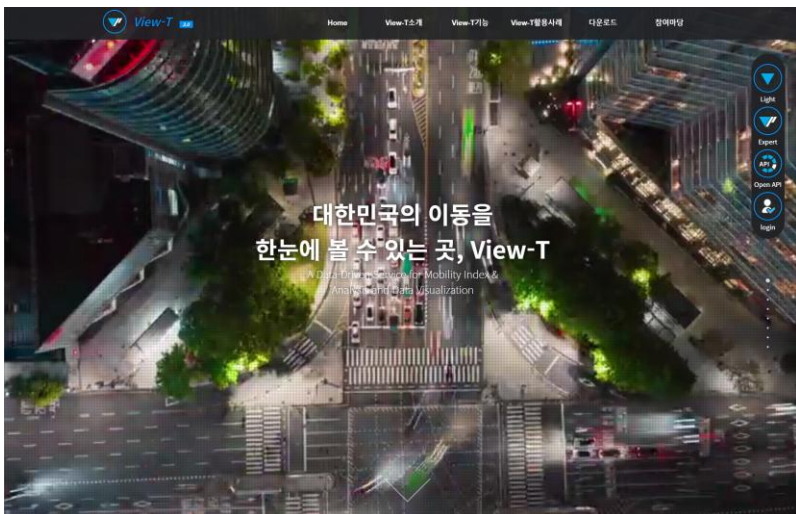 View-T
Home
View-T소개
View-T기능
View-T활용사례
다운로드
참여마당
Light
Expert
API
Open API
login
대한민국의 이동을
한눈에 볼 수 있는 곳, View-T
A Data-Driven Service for Mobility Index &
Analysis and Data Visualization